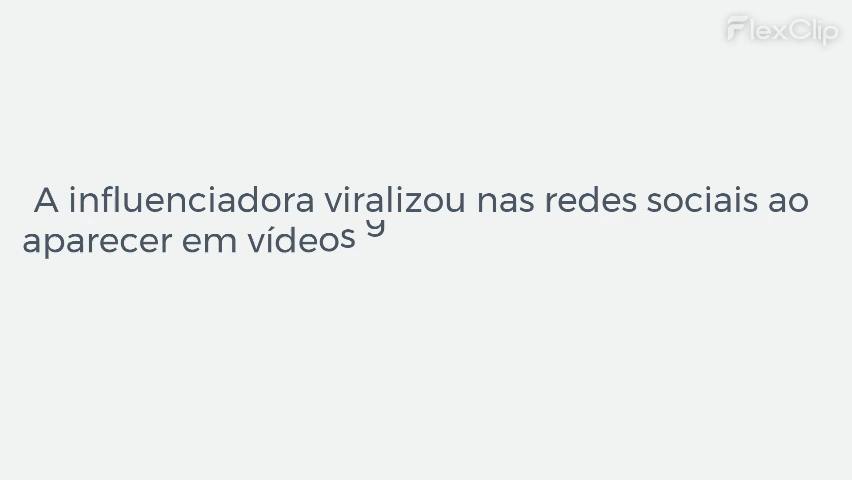 FlexClip
A influenciadora viralizou nas redes sociais ao
aparecer em vídeos